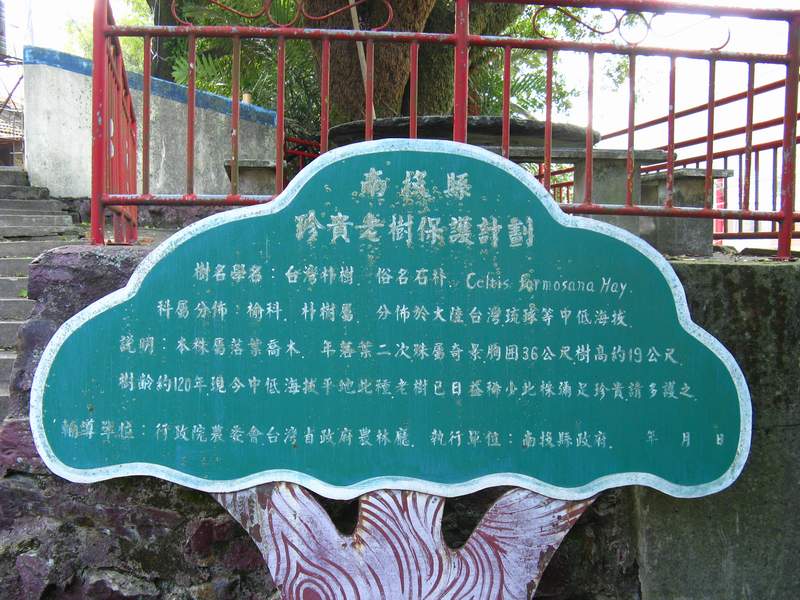 南投縣
珍貴老樹保護計劃
樹名學名：台灣朴樹．俗名石朴．Celtis Formosana Hay.
科屬分佈：榆科．朴樹屬．分佈於大陸台灣琉球等中低海拔．
說明：本株屬落葉喬木．年落葉二次殊屬奇景胸囲36公尺樹高約19公尺．
樹齡約120年現今中低海拔平地此種老樹已日益稀少此株彌足珍貴請多護之．
輔導單位：行政院農委會台灣省政府農林廳．執行單位：南投縣政府． 年 月 日